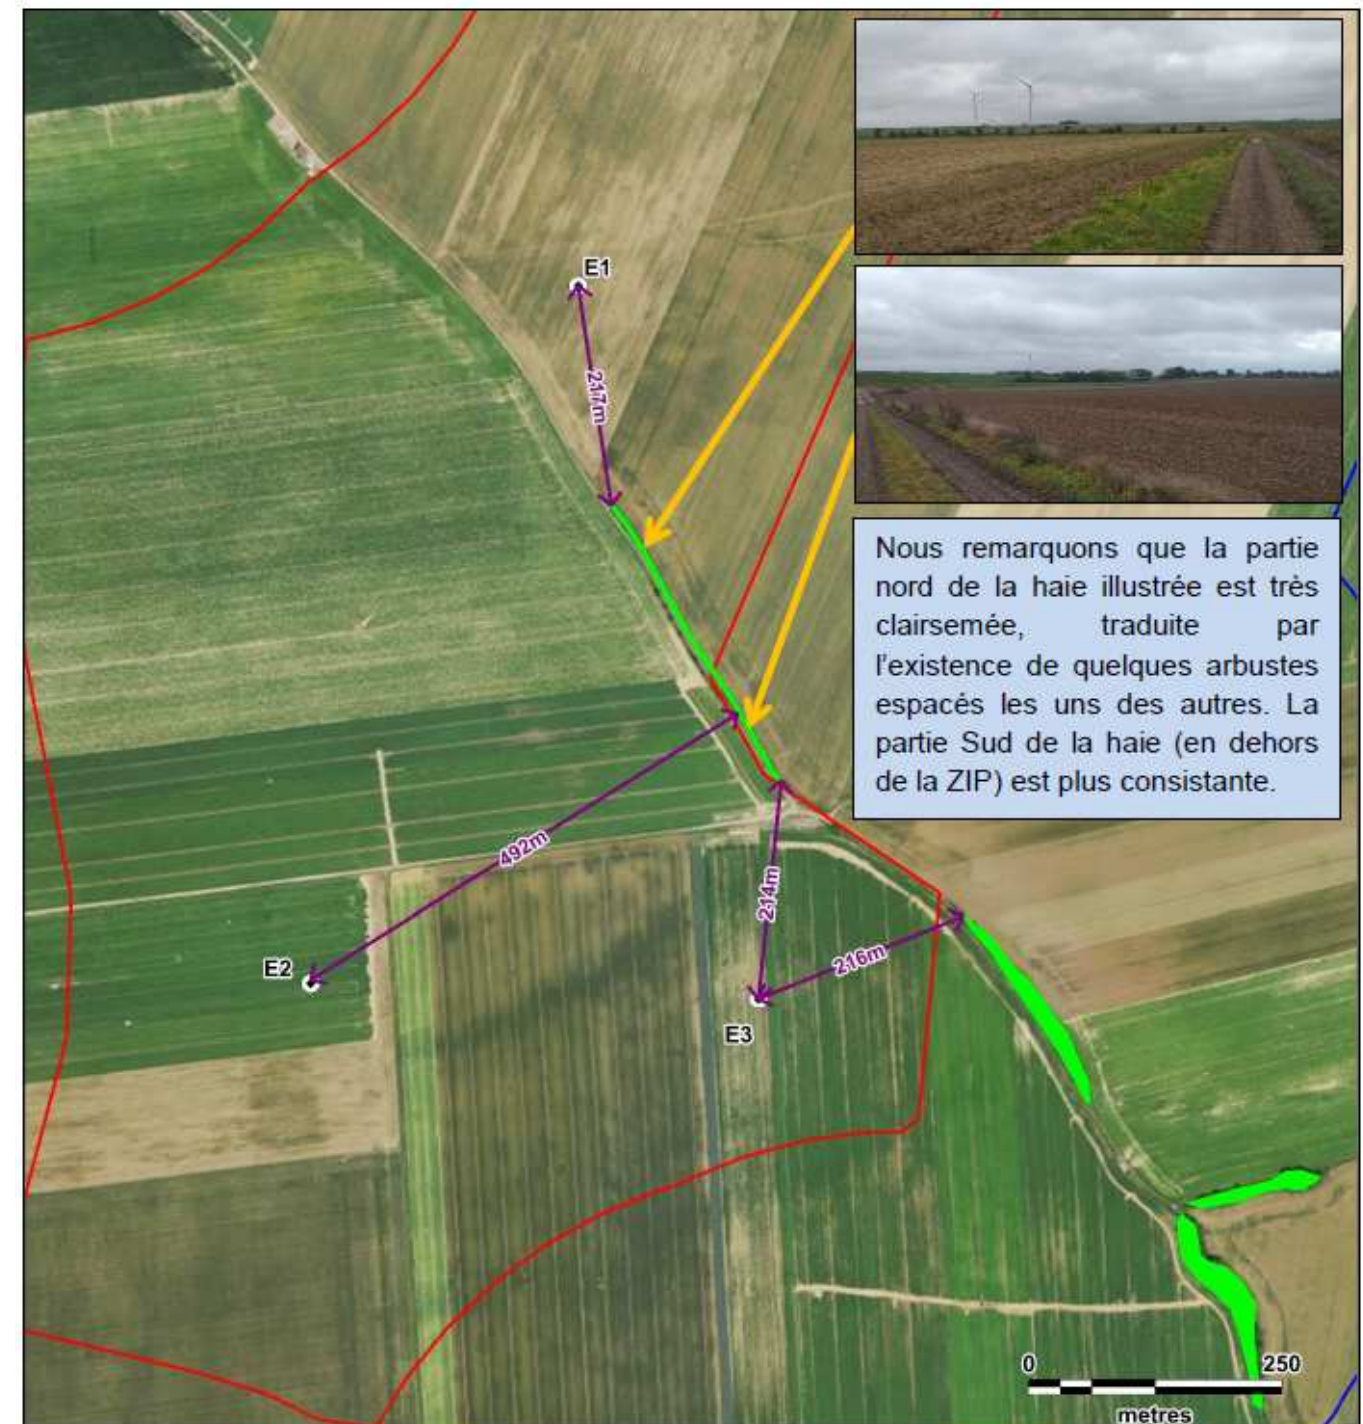 E1
217m
Nous remarquons que la partie
nord de la haie illustrée est très
clairsemée, traduite par
l'existence de quelques arbustes
espacés les uns des autres. La
partie Sud de la haie (en dehors
de la ZIP) est plus consistante.
492m
214m
216m
E2
E3
0 250
metres